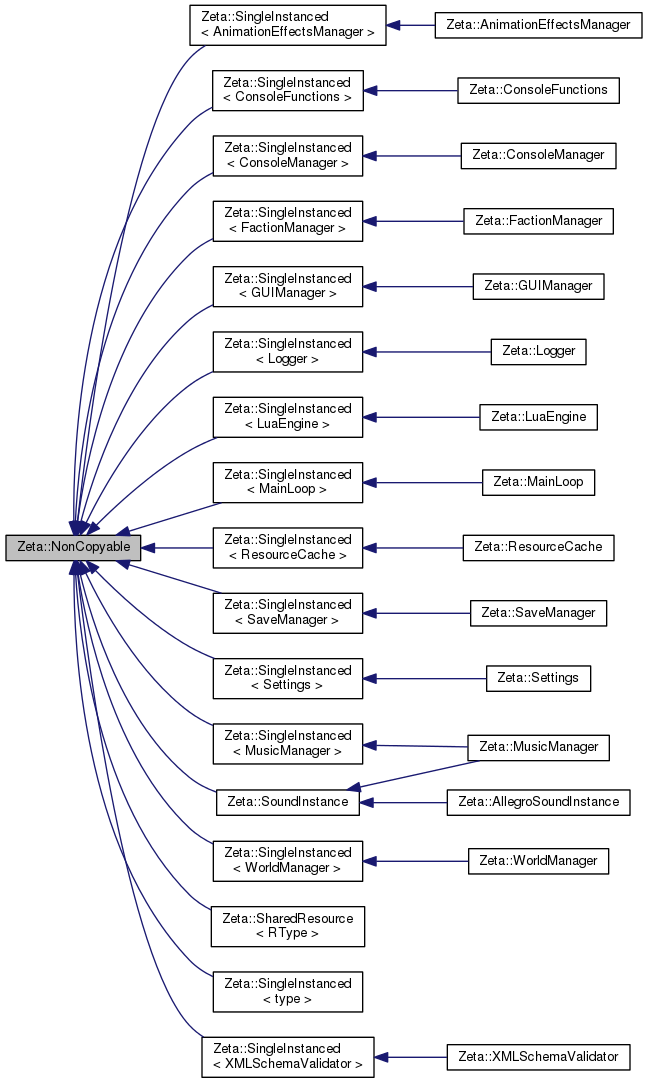 Zeta::SingleInstanced
< AnimationEffectsManager >
Zeta::AnimationEffectsManager
Zeta::SingleInstanced
< ConsoleFunctions >
Zeta::ConsoleFunctions
Zeta::SingleInstanced
< ConsoleManager >
Zeta::ConsoleManager
Zeta::SingleInstanced
< FactionManager >
Zeta::FactionManager
Zeta::SingleInstanced
< GUIManager >
Zeta::GUIManager
Zeta::SingleInstanced
< Logger >
Zeta::Logger
Zeta::SingleInstanced
< LuaEngine >
Zeta::LuaEngine
Zeta::SingleInstanced
< MainLoop >
Zeta::MainLoop
Zeta::NonCopyable
Zeta::SingleInstanced
< ResourceCache >
Zeta::ResourceCache
Zeta::SingleInstanced
< SaveManager >
Zeta::SaveManager
Zeta::SingleInstanced
< Settings >
Zeta::Settings
Zeta::SingleInstanced
< MusicManager >
Zeta::MusicManager
Zeta::SoundInstance
Zeta::AllegroSoundInstance
Zeta::SingleInstanced
< WorldManager >
Zeta::WorldManager
Zeta::SharedResource
< RType >
Zeta::SingleInstanced
< type >
Zeta::SingleInstanced
< XMLSchemaValidator >
Zeta::XMLSchemaValidator